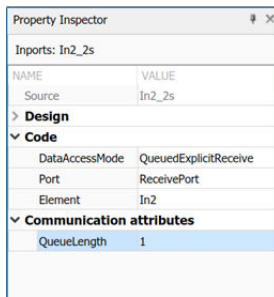 Property Inspector
Inports: In2_2s
NAME VALUE
Source In2_2s
Design
Code
DataAccessMode QueuedExplicitReceive
Port ReceivePort
Element In2
Communication attributes
QueueLength 1